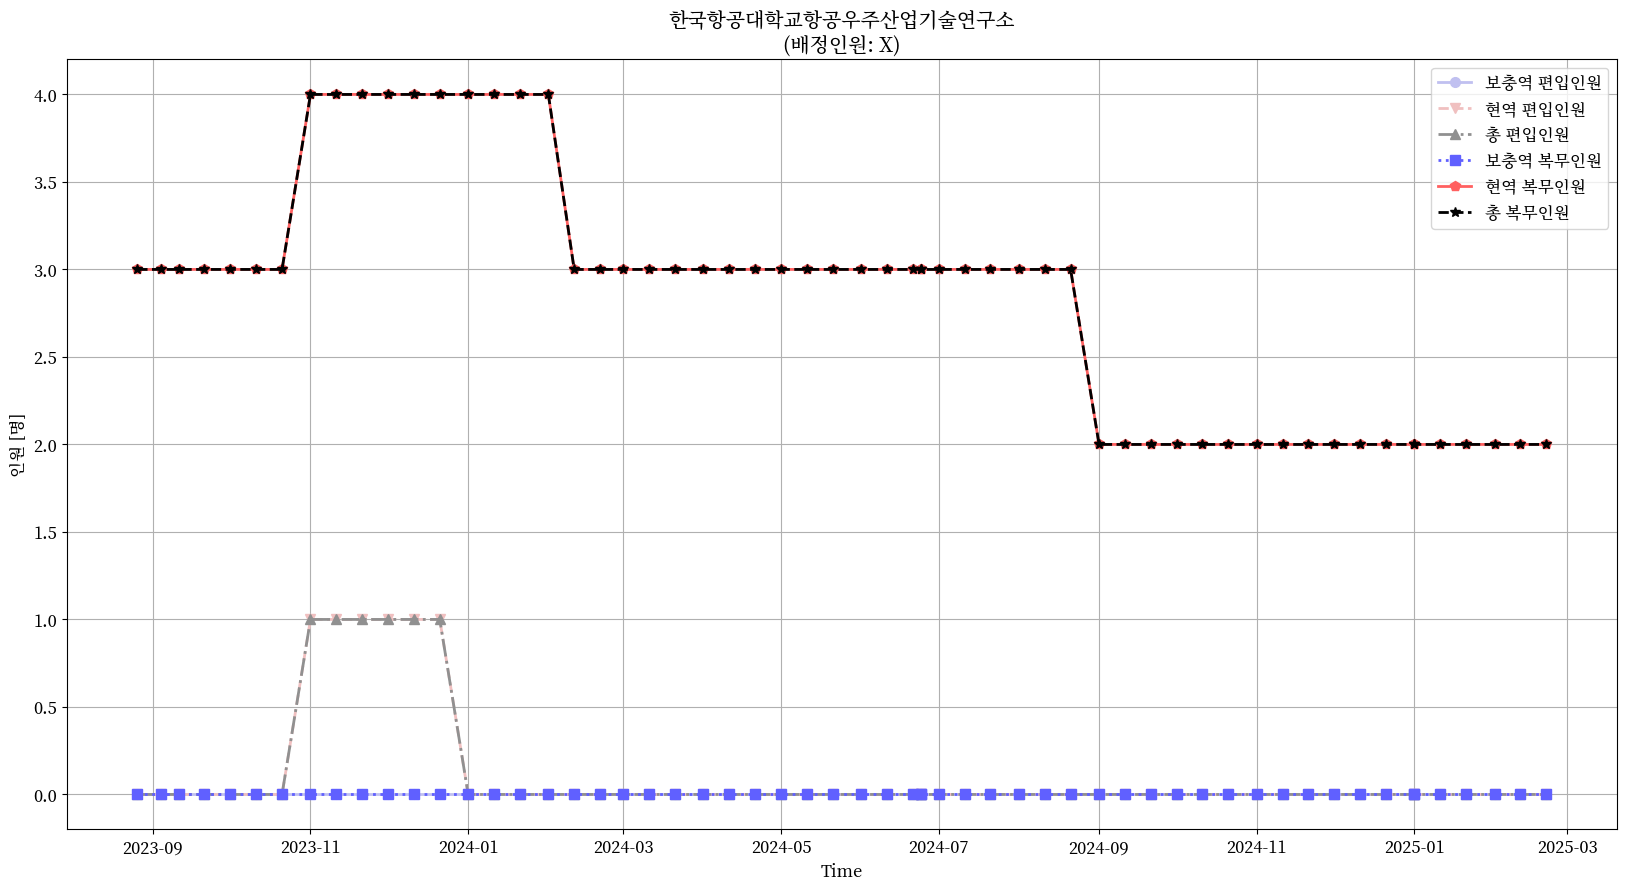 한국항공대학교항공우주산업기술연구소
(배정인원: X)
보충역 편입인원
현역 편입인원
총 편입인원
보충역 복무인원
현역 복무인원
총 복무인원
인원 [명]
4.0
3.5
3.0
2.5
2.0
1.5
1.0
0.5
0.0
2023-09
2023-11
2024-01
2024-03
2024-05
2024-07
2024-09
2024-11
2025-01
2025-03
Time